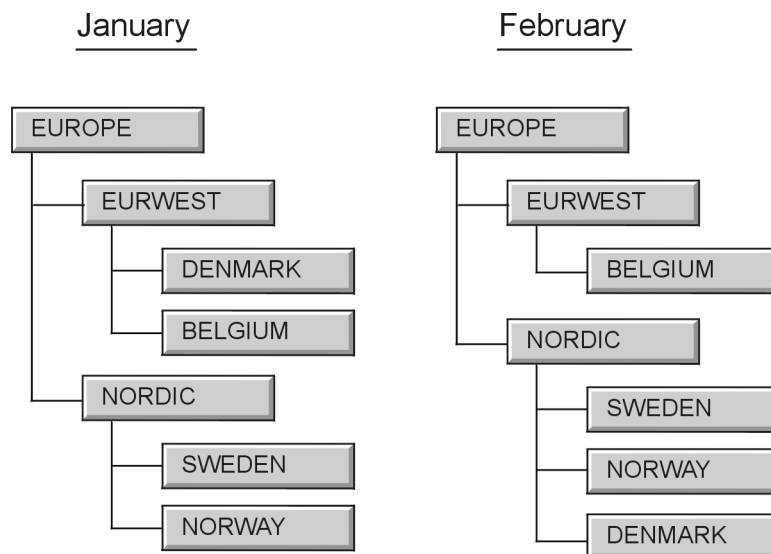 January
EUROPE
EURWEST
DENMARK
BELGIUM
NORDIC
SWEDEN
NORWAY
February
EUROPE
EURWEST
BELGIUM
NORDIC
SWEDEN
NORWAY
DENMARK